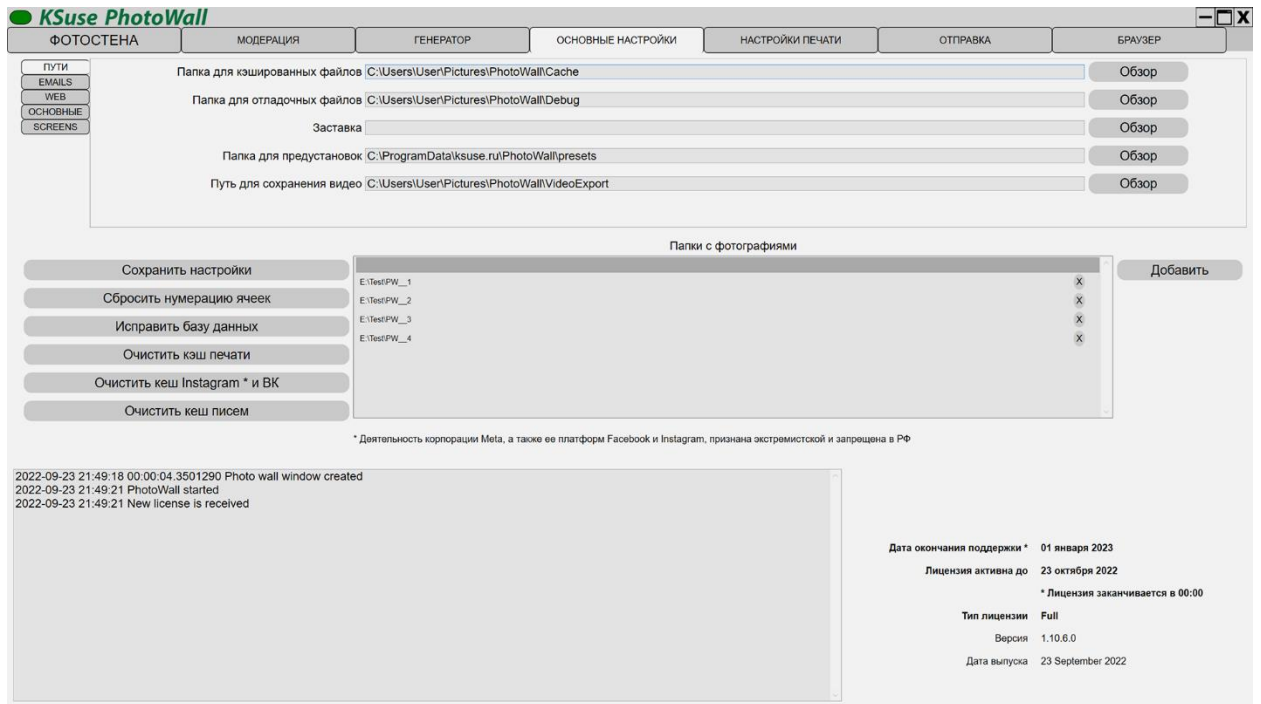 KSuse PhotoWall
ФОТОСТЕНА МОДЕРАЦИЯ ГЕНЕРАТОР ОСНОВНЫЕ НАСТРОЙКИ НАСТРОЙКИ ПЕЧАТИ ОТПРАВКА БРАУЗЕР
ПУТИ
EMAILS
WEB
ОСНОВНЫЕ
SCREENS
Папка для кэшированных файлов C:\Users\User\Pictures\PhotoWall\Cache Обзор
Папка для отладочных файлов C:\Users\User\Pictures\PhotoWall\Debug Обзор
Заставка Обзор
Папка для предустановок C:\ProgramData\ksuse.ru\PhotoWall\presets Обзор
Путь для сохранения видео C:\Users\User\Pictures\PhotoWall\VideoExport Обзор
Папки с фотографиями
Сохранить настройки
Сбросить нумерацию ячеек
Исправить базу данных
Очистить кэш печати
Очистить кеш Instagram * и ВК
Очистить кеш писем
E:\Test\PW__1 X
E:\Test\PW__2 X
E:\Test\PW__3 X
E:\Test\PW__4 X
Добавить
* Деятельность корпорации Meta, а также ее платформ Facebook и Instagram, признана экстремистской и запрещена в РФ
2022-09-23 21:49:18 00:00:04.3501290 Photo wall window created
2022-09-23 21:49:21 PhotoWall started
2022-09-23 21:49:21 New license is received
Дата окончания поддержки * 01 января 2023
Лицензия активна до 23 октября 2022
* Лицензия заканчивается в 00:00
Тип лицензии Full
Версия 1.10.6.0
Дата выпуска 23 September 2022